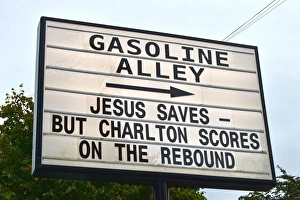 GASOLINE
ALLEY
JESUS SAVES –
BUT CHARLTON SCORES
ON THE REBOUND